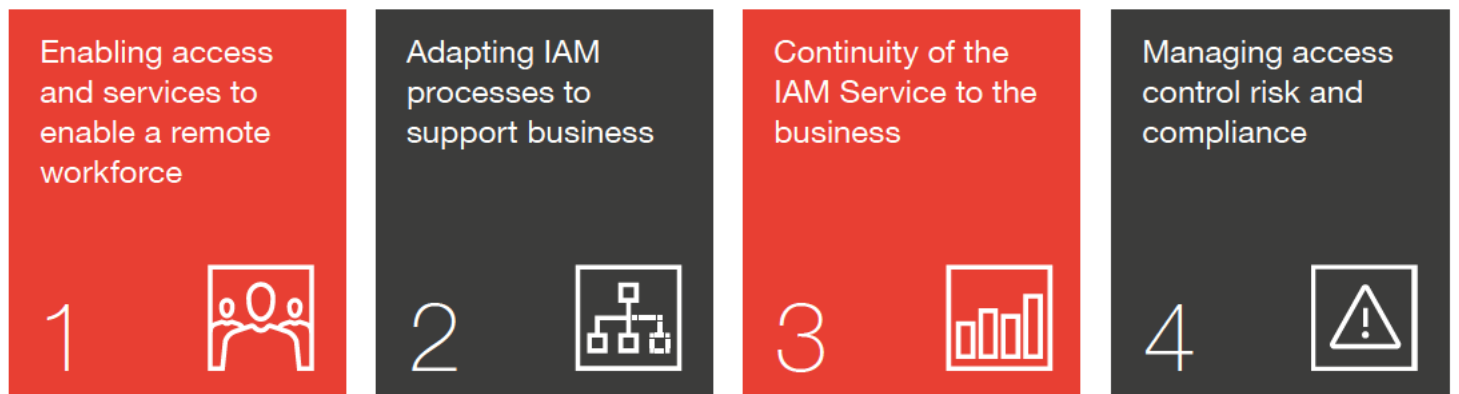 Enabling access
and services to
enable a remote
workforce
1
Adapting IAM
processes to
support business
2
Continuity of the
IAM Service to the
business
3
Managing access
control risk and
compliance
4